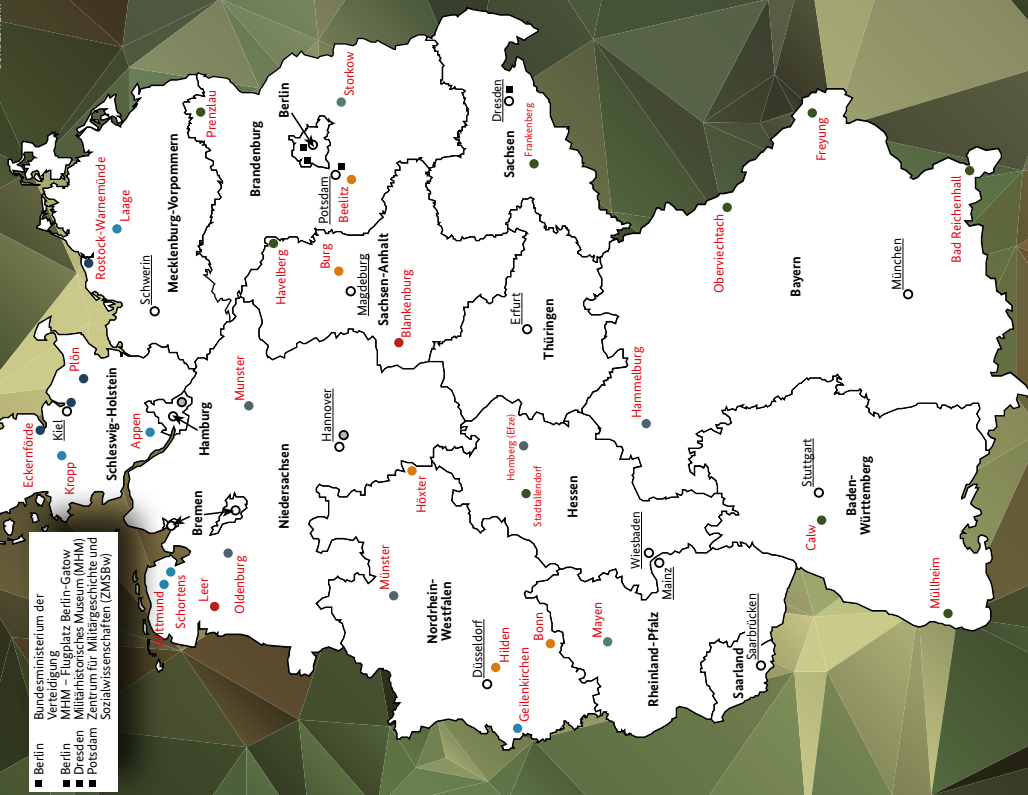 Berlin Bundesministerium der
Verteidigung
Berlin MHM – Flugplatz Berlin-Gatow
Dresden Militärhistorisches Museum (MHM)
Potsdam Zentrum für Militärgeschichte und
Sozialwissenschaften (ZMSBw)
Eckernförde
Kiel
Plön
Kropp
Schleswig-Holstein
Appen
Hamburg
Rostock-Warnemünde
Laage
Schwerin
Mecklenburg-Vorpommern
Prenzlau
Wittmund
Schortens
Leer
Oldenburg
Bremen
Munster
Niedersachsen
Hannover
Havelberg
Brandenburg
Berlin
Storkow
Potsdam
Beelitz
Burg
Magdeburg
Sachsen-Anhalt
Blankenburg
Münster
Höxter
Nordrhein-
Westfalen
Düsseldorf
Hilden
Geilenkirchen
Bonn
Homberg (Efze)
Stadtallendorf
Hessen
Wiesbaden
Erfurt
Thüringen
Dresden
Sachsen
Frankenberg
Mayen
Mainz
Rheinland-Pfalz
Saarland
Saarbrücken
Hammelburg
Oberviechtach
Freyung
Bayern
München
Bad Reichenhall
Stuttgart
Calw
Baden-
Württemberg
Müllheim